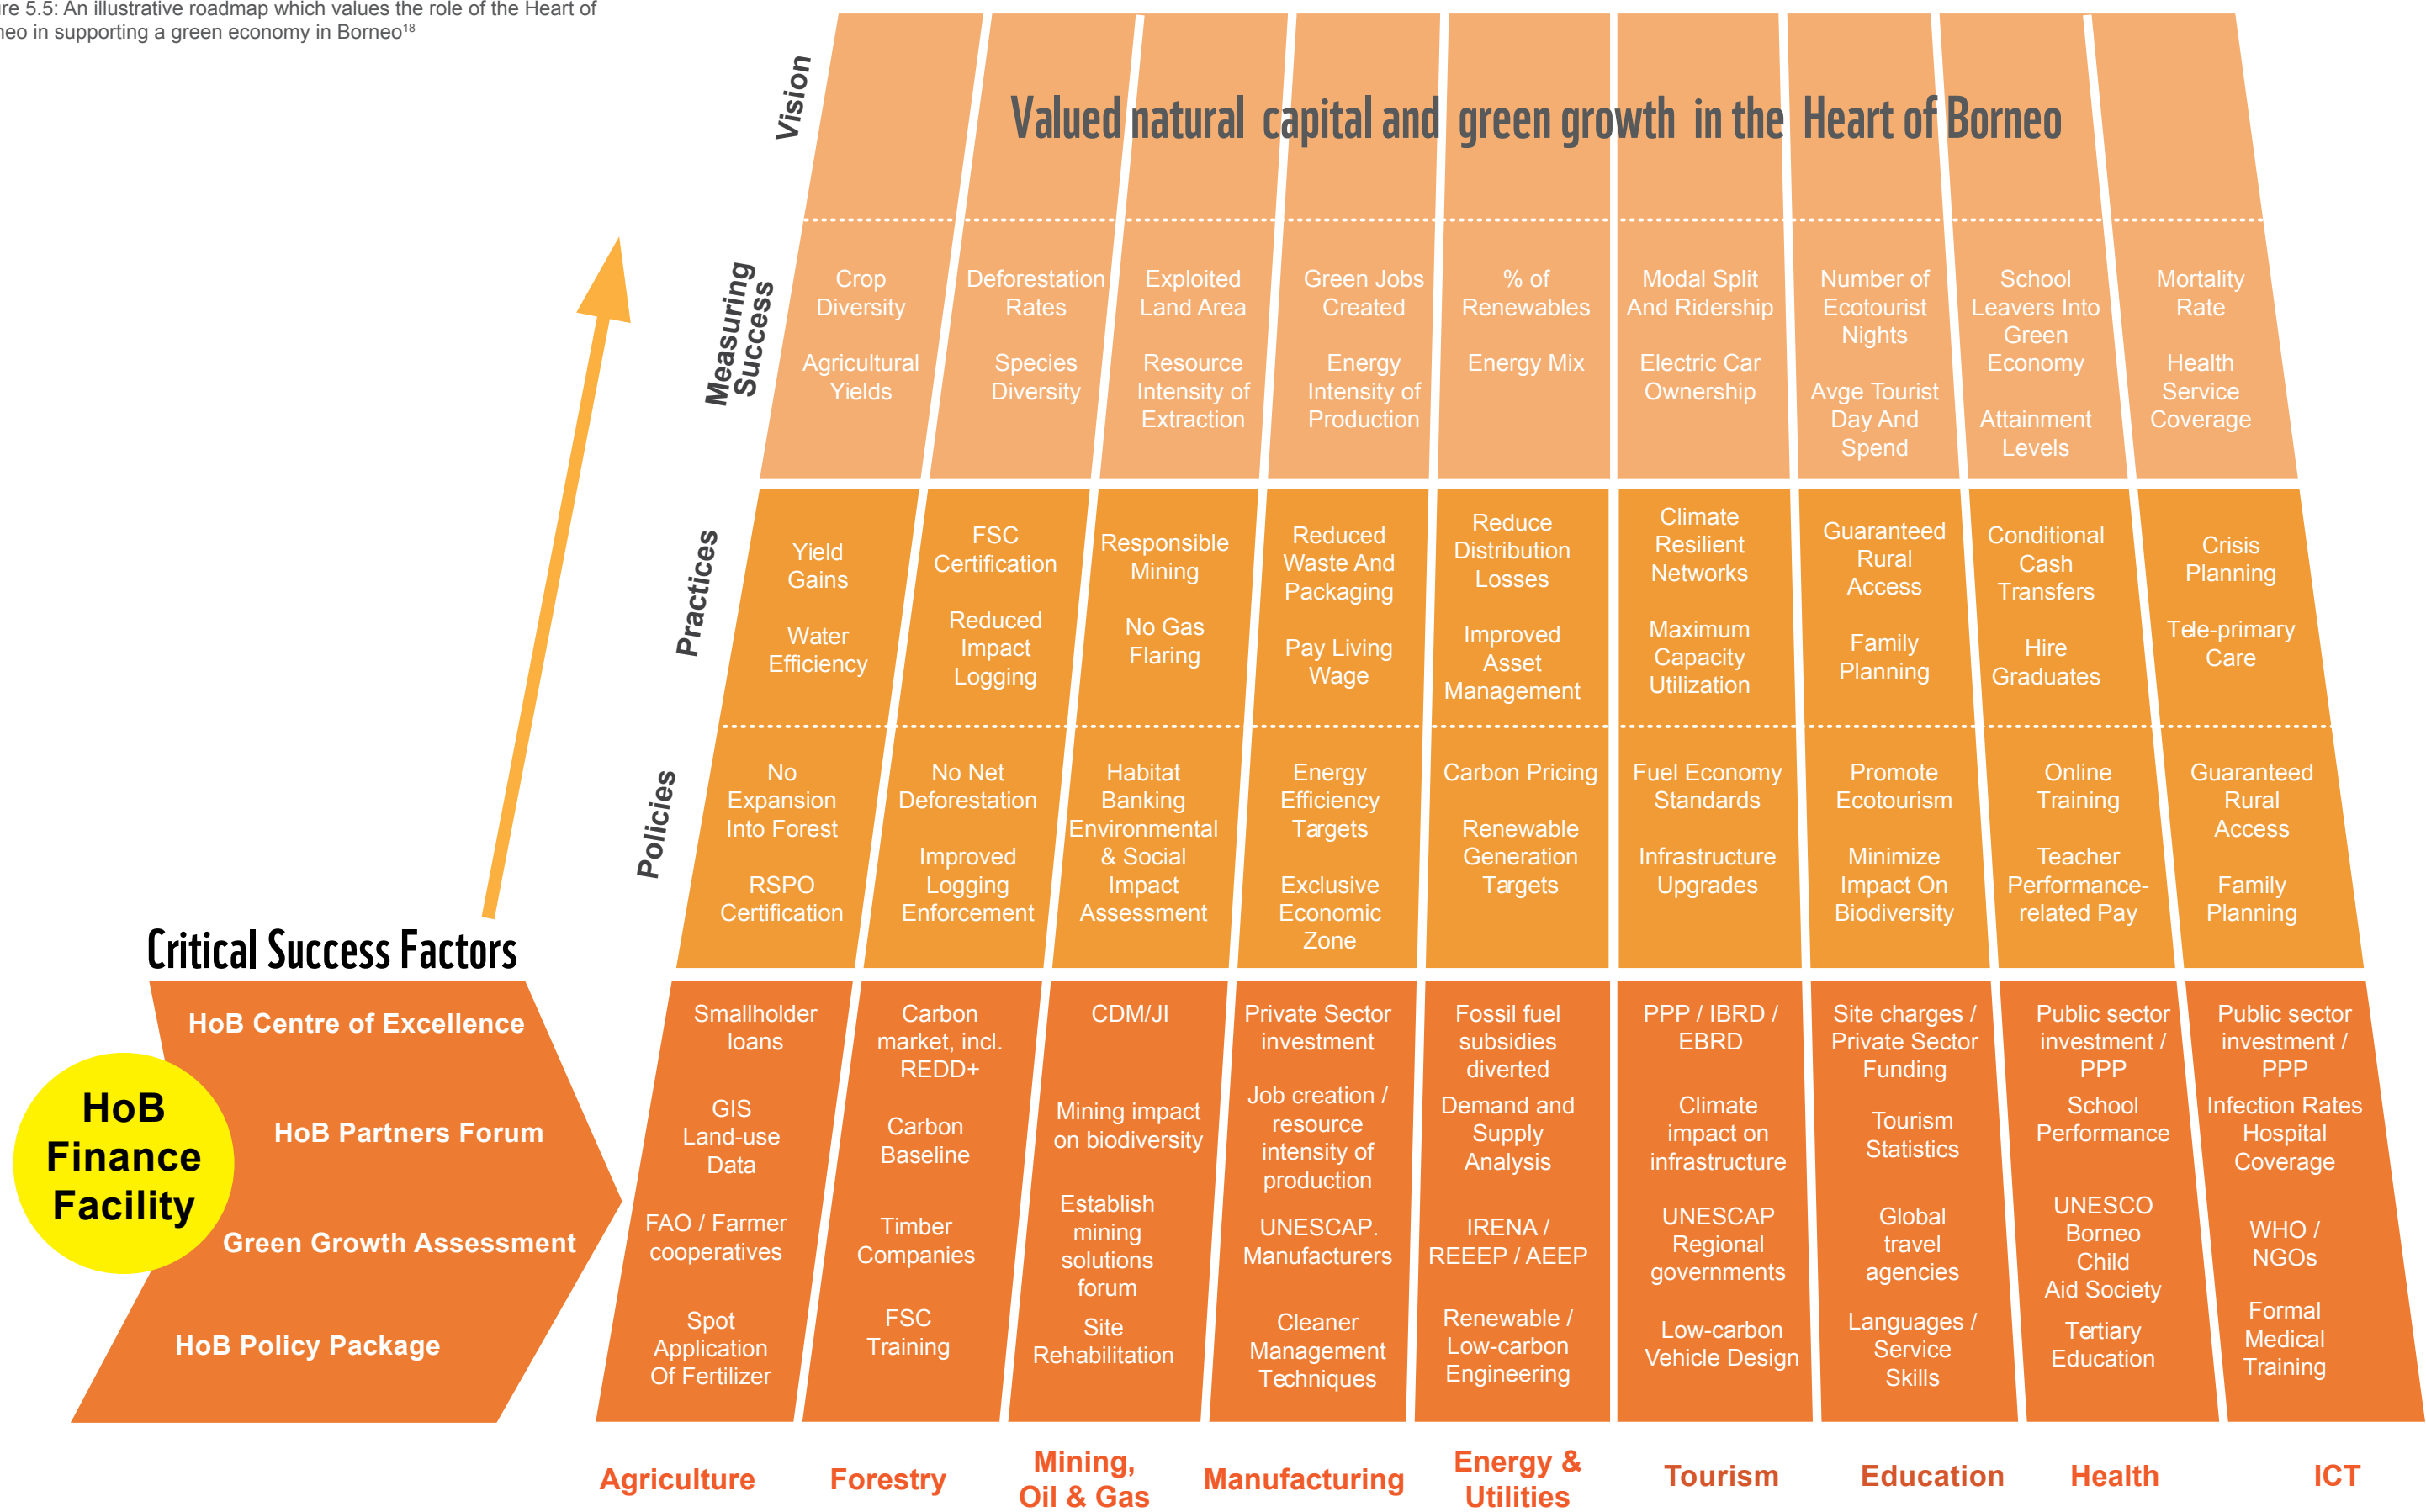 re 5.5: An illustrative roadmap which values the role of the Heart of
neo in supporting a green economy in Borneo18
Vision
Valued natural capital and green growth in the Heart of Borneo
Measuring
Success
Crop
Diversity
Agricultural
Yields
Deforestation
Rates
Species
Diversity
Exploited
Land Area
Resource
Intensity of
Extraction
Green Jobs
Created
Energy
Intensity of
Production
% of
Renewables
Energy Mix
Modal Split
And Ridership
Electric Car
Ownership
Number of
Ecotourist
Nights
Avge Tourist
Day And
Spend
School
Leavers Into
Green
Economy
Attainment
Levels
Mortality
Rate
Health
Service
Coverage
Practices
Yield
Gains
Water
Efficiency
FSC
Certification
Reduced
Impact
Logging
Responsible
Mining
No Gas
Flaring
Reduced
Waste And
Packaging
Pay Living
Wage
Reduce
Distribution
Losses
Improved
Asset
Management
Climate
Resilient
Networks
Maximum
Capacity
Utilization
Guaranteed
Rural
Access
Family
Planning
Conditional
Cash
Transfers
Hire
Graduates
Crisis
Planning
Tele-primary
Care
Policies
No
Expansion
Into Forest
RSPO
Certification
No Net
Deforestation
Improved
Logging
Enforcement
Habitat
Banking
Environmental
& Social
Impact
Assessment
Energy
Efficiency
Targets
Exclusive
Economic
Zone
Carbon Pricing
Renewable
Generation
Targets
Fuel Economy
Standards
Infrastructure
Upgrades
Promote
Ecotourism
Minimize
Impact On
Biodiversity
Online
Training
Teacher
Performance-
related Pay
Guaranteed
Rural
Access
Family
Planning
Critical Success Factors
HoB Centre of Excellence
HoB Partners Forum
Green Growth Assessment
HoB Policy Package
HoB
Finance
Facility
Smallholder
loans
GIS
Land-use
Data
FAO / Farmer
cooperatives
Spot
Application
Of Fertilizer
Carbon
market, incl.
REDD+
Carbon
Baseline
Timber
Companies
FSC
Training
CDM/JI
Mining impact
on biodiversity
Establish
mining
solutions
forum
Site
Rehabilitation
Private Sector
investment
Job creation /
resource
intensity of
production
UNESCAP.
Manufacturers
Cleaner
Management
Techniques
Fossil fuel
subsidies
diverted
Demand and
Supply
Analysis
IRENA /
REEEP / AEEP
Renewable /
Low-carbon
Engineering
PPP / IBRD /
EBRD
Climate
impact on
infrastructure
UNESCAP
Regional
governments
Low-carbon
Vehicle Design
Site charges /
Private Sector
Funding
Tourism
Statistics
Global
travel
agencies
Languages /
Service
Skills
Public sector
investment /
PPP
School
Performance
UNESCO
Borneo
Child
Aid Society
Tertiary
Education
Public sector
investment /
PPP
Infection Rates
Hospital
Coverage
WHO /
NGOs
Formal
Medical
Training
Agriculture
Forestry
Mining,
Oil & Gas
Manufacturing
Energy &
Utilities
Tourism
Education
Health
ICT